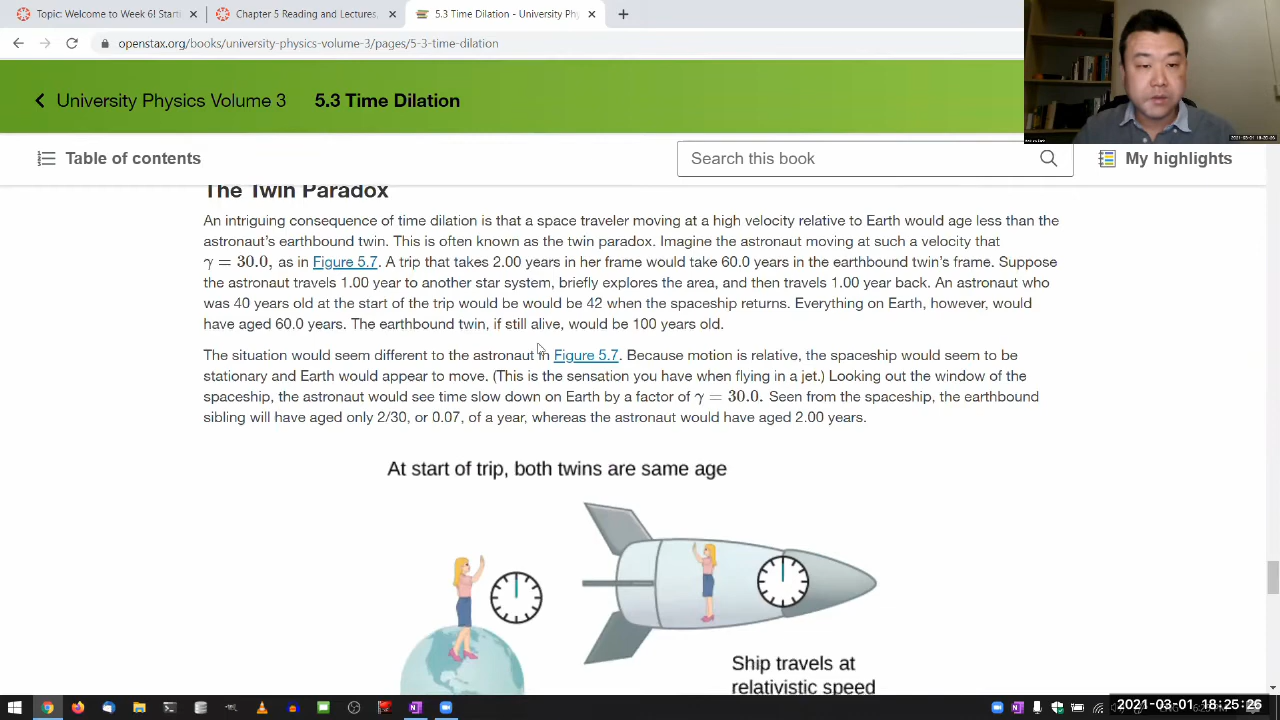 Topic: Welcome to Week 6! Starti
Chapter 5 Reading and Lectures,
5.3 Time Dilation - University Phy
openstax.org/books/university-physics-volume-3/pages/5-3-time-dilation
University Physics Volume 3
5.3 Time Dilation
2021-03-01 18:25:26
Table of contents
Search this book
My highlights
The Twin Paradox
An intriguing consequence of time dilation is that a space traveler moving at a high velocity relative to Earth would age less than the
astronaut's earthbound twin. This is often known as the twin paradox. Imagine the astronaut moving at such a velocity that
γ = 30.0, as in Figure 5.7. A trip that takes 2.00 years in her frame would take 60.0 years in the earthbound twin's frame. Suppose
the astronaut travels 1.00 year to another star system, briefly explores the area, and then travels 1.00 year back. An astronaut who
was 40 years old at the start of the trip would be would be 42 when the spaceship returns. Everything on Earth, however, would
have aged 60.0 years. The earthbound twin, if still alive, would be 100 years old.
The situation would seem different to the astronaut in Figure 5.7. Because motion is relative, the spaceship would seem to be
stationary and Earth would appear to move. (This is the sensation you have when flying in a jet.) Looking out the window of the
spaceship, the astronaut would see time slow down on Earth by a factor of γ = 30.0. Seen from the spaceship, the earthbound
sibling will have aged only 2/30, or 0.07, of a year, whereas the astronaut would have aged 2.00 years.
At start of trip, both twins are same age
Ship travels at
relativistic speed
2021-03-01 18:25:26